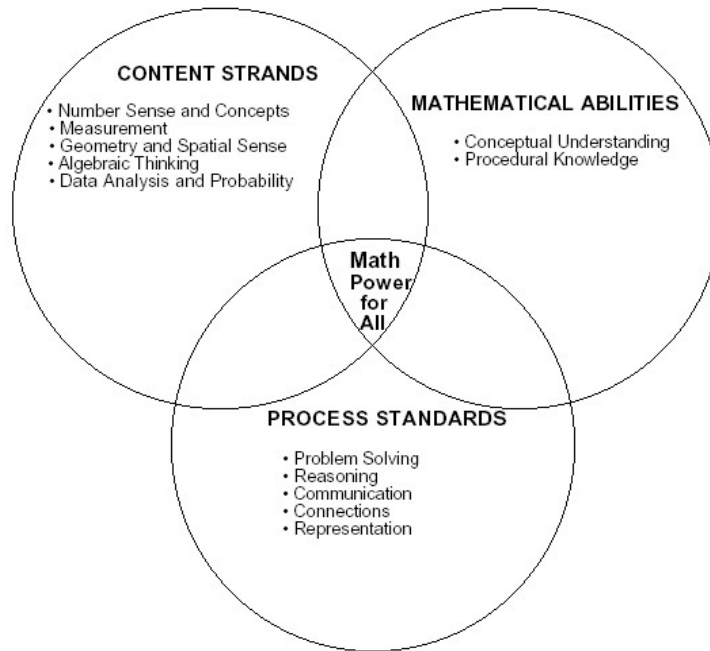 CONTENT STRANDS
• Number Sense and Concepts
• Measurement
• Geometry and Spatial Sense
• Algebraic Thinking
• Data Analysis and Probability
MATHEMATICAL ABILITIES
• Conceptual Understanding
• Procedural Knowledge
Math
Power
for
All
PROCESS STANDARDS
• Problem Solving
• Reasoning
• Communication
• Connections
• Representation